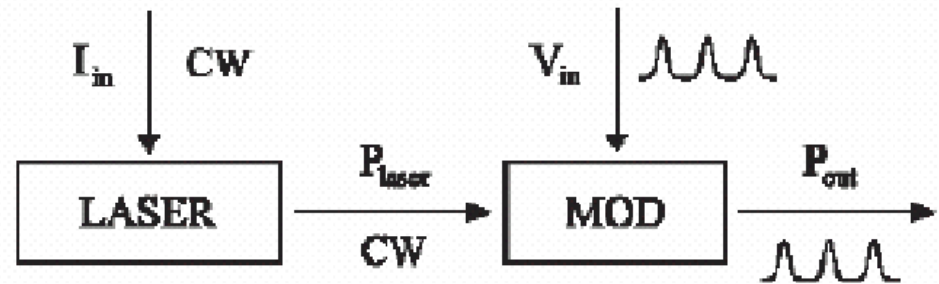 I_in CW
V_in
LASER
P_laser
CW
MOD
P_out